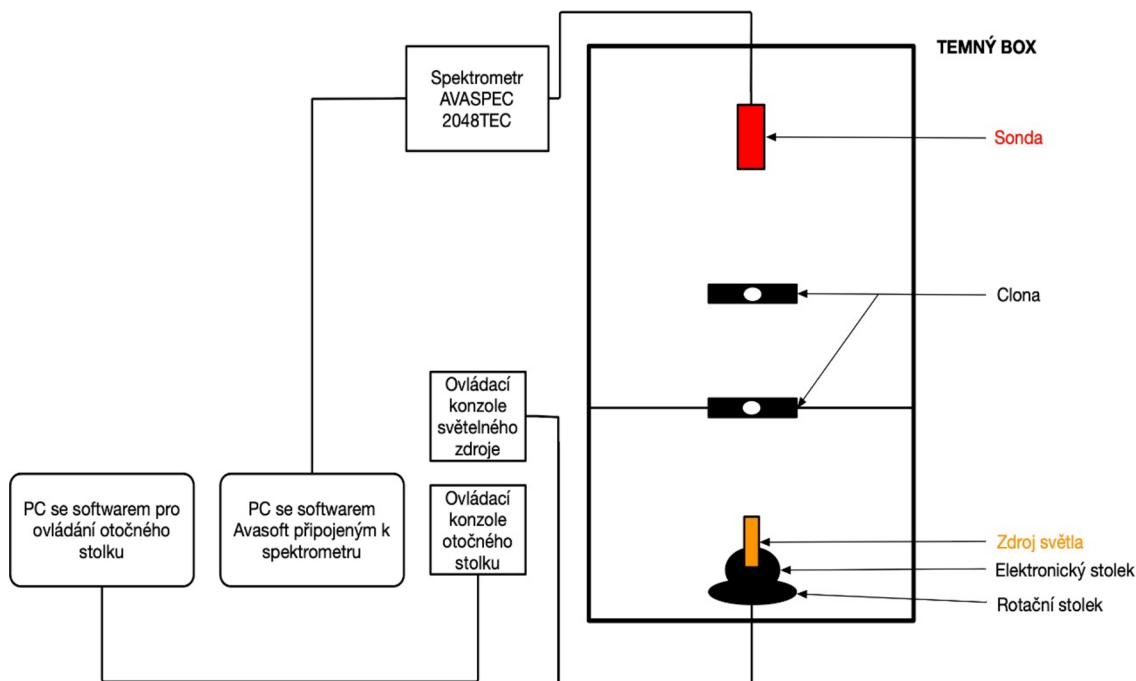 TEMNÝ BOX
Spektrometr
AVASPEC
2048TEC
Sonda
Clona
Ovládací
konzole
světelného
zdroje
PC se softwarem pro
ovládání otočného
stolku
PC se softwarem
Avasoft připojeným k
spektrometru
Ovládací
konzole
otočného
stolku
Zdroj světla
Elektronický stolek
Rotační stolek